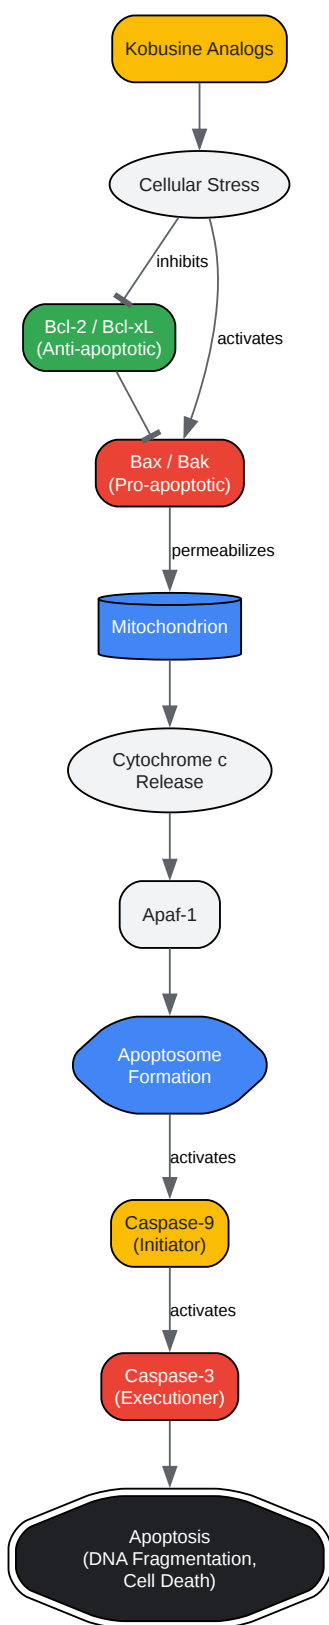 Kobusine Analogs
Cellular Stress
inhibits
Bcl-2 / Bcl-xL
(Anti-apoptotic)
activates
Bax / Bak
(Pro-apoptotic)
permeabilizes
Mitochondrion
Cytochrome c
Release
Apaf-1
Apoptosome
Formation
activates
Caspase-9
(Initiator)
activates
Caspase-3
(Executioner)
Apoptosis
(DNA Fragmentation,
Cell Death)